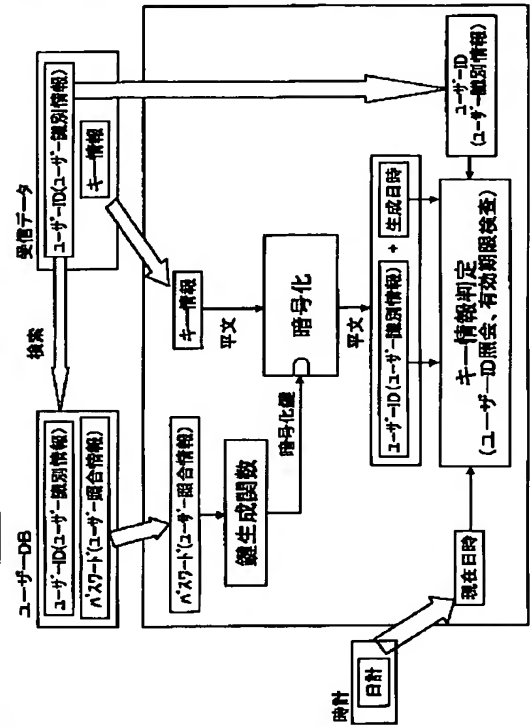 ユーザーDB
ユーザーID(ユーザー識別情報)
パスワード(ユーザー照合情報)
検索
受信データ
ユーザーID(ユーザー識別情報)
キー情報
パスワード(ユーザー照合情報)
鍵生成関数
暗号化鍵
キー情報
平文
暗号化
平文
ユーザーID(ユーザー識別情報)
+
生成日時
ユーザーID
(ユーザー識別情報)
キー情報判定
(ユーザーID照会、有効期限検査)
現在日時
時計
日計